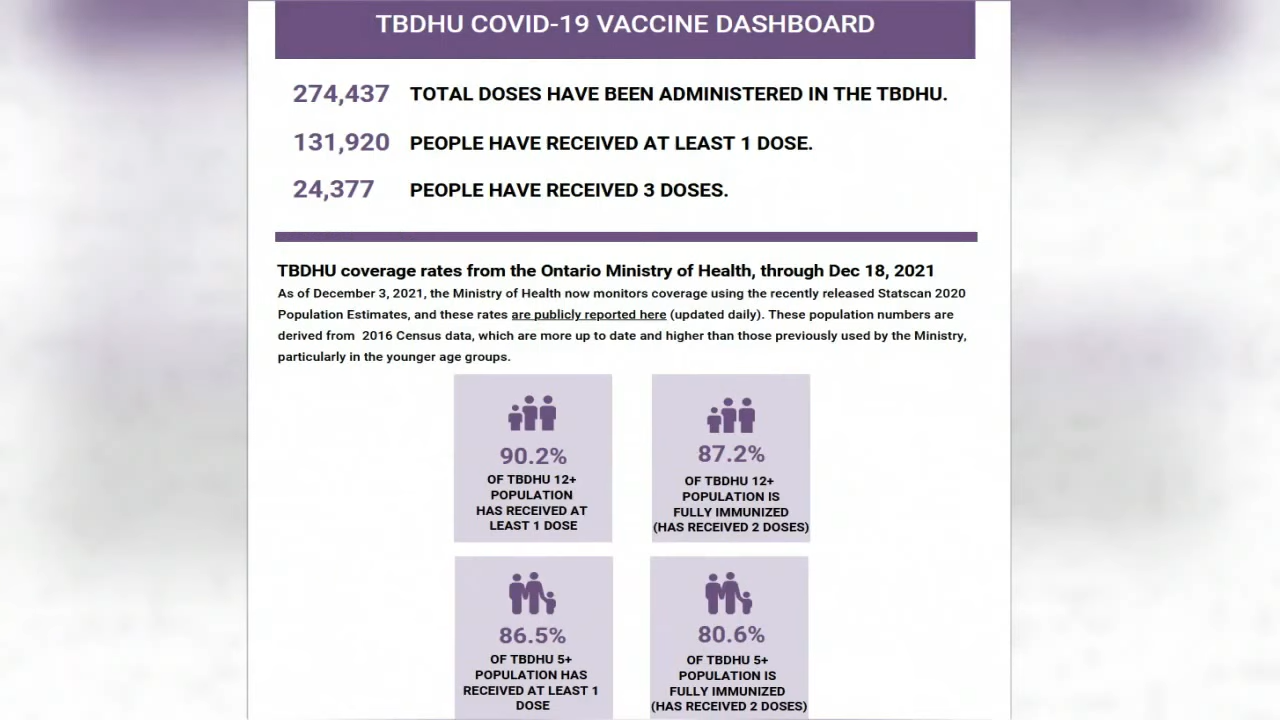 TBDHU COVID-19 VACCINE DASHBOARD
274,437 TOTAL DOSES HAVE BEEN ADMINISTERED IN THE TBDHU.
131,920 PEOPLE HAVE RECEIVED AT LEAST 1 DOSE.
24,377 PEOPLE HAVE RECEIVED 3 DOSES.
TBDHU coverage rates from the Ontario Ministry of Health, through Dec 18, 2021
As of December 3, 2021, the Ministry of Health now monitors coverage using the recently released Statscan 2020
Population Estimates, and these rates are publicly reported here (updated daily). These population numbers are
derived from 2016 Census data, which are more up to date and higher than those previously used by the Ministry,
particularly in the younger age groups.
90.2%
OF TBDHU 12+
POPULATION
HAS RECEIVED AT
LEAST 1 DOSE
87.2%
OF TBDHU 12+
POPULATION IS
FULLY IMMUNIZED
(HAS RECEIVED 2 DOSES)
86.5%
OF TBDHU 5+
POPULATION HAS
RECEIVED AT LEAST 1
DOSE
80.6%
OF TBDHU 5+
POPULATION IS
FULLY IMMUNIZED
(HAS RECEIVED 2 DOSES)